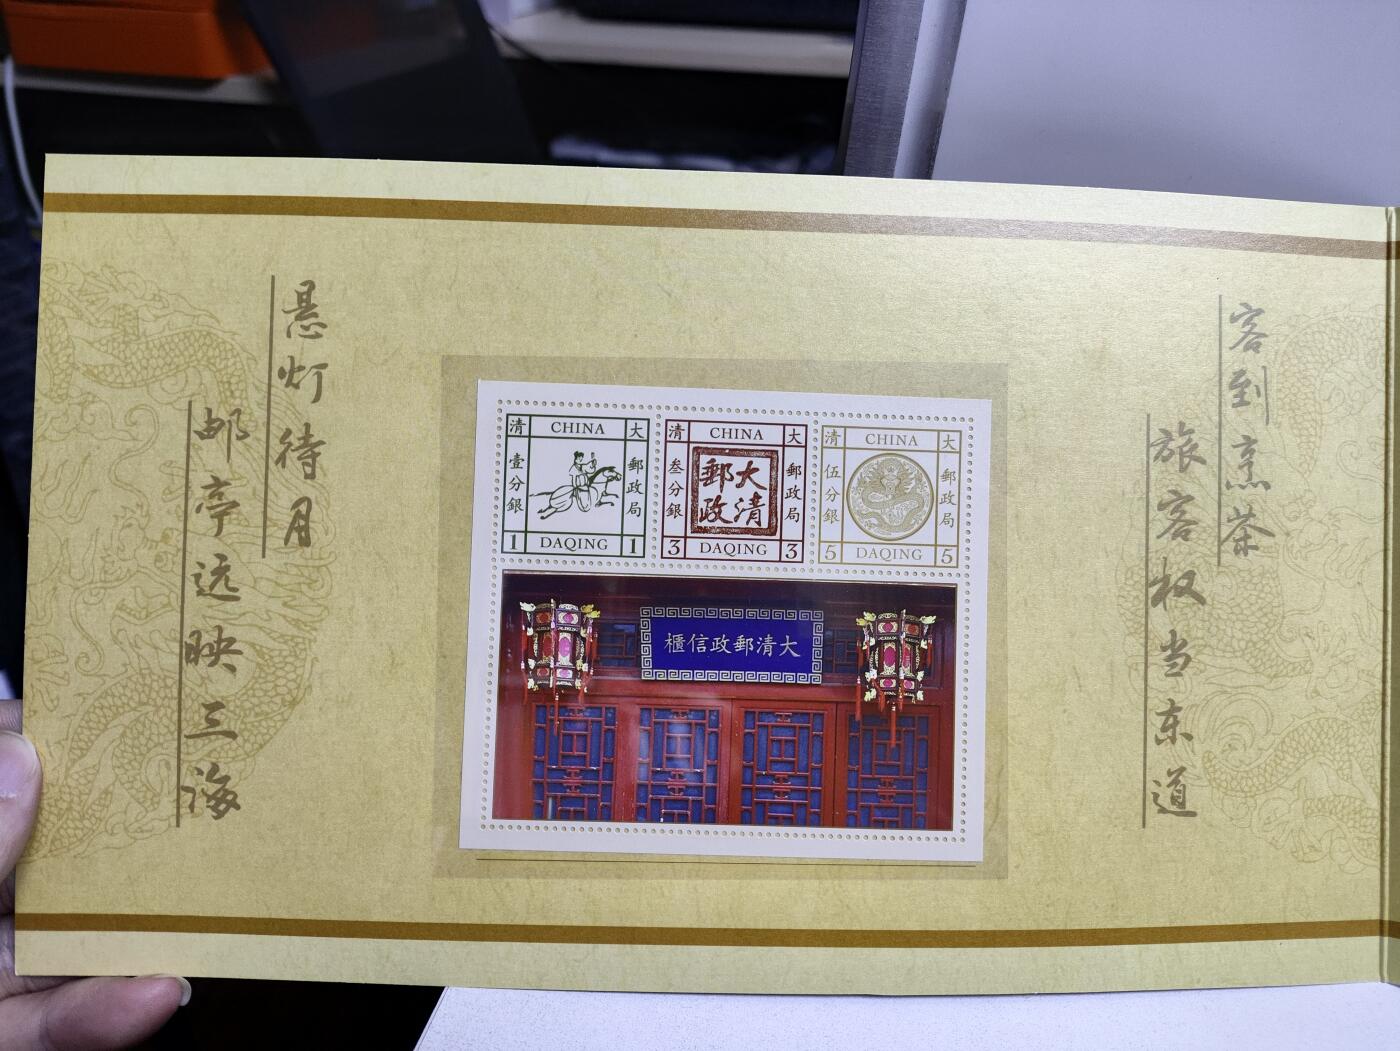 客到烹茶
旅客权当东道
悬灯待月
邮亭远映三海
清 CHINA 大
壹分銀
郵政局
1 DAQING 1
清 CHINA 大
叁分銀
大清
郵政
郵政局
3 DAQING 3
清 CHINA 大
伍分銀
郵政局
5 DAQING 5
大清郵政信櫃